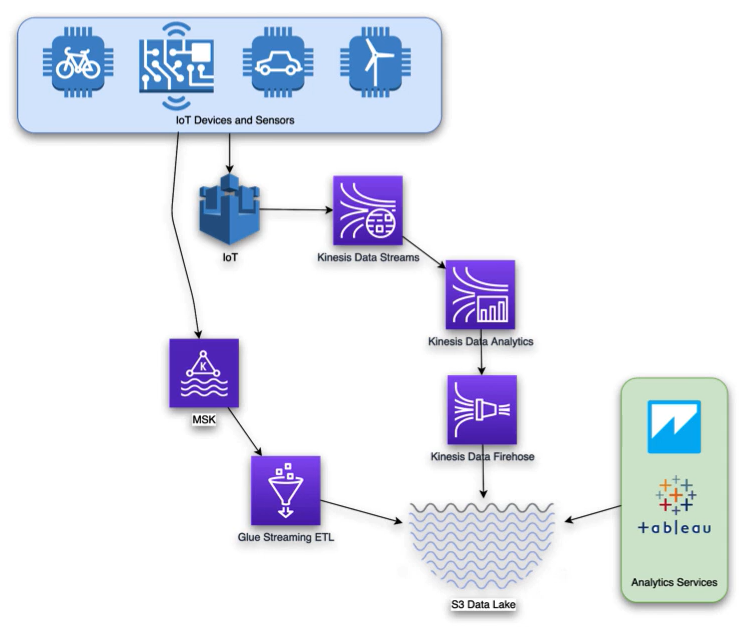 IoT Devices and Sensors
IoT
Kinesis Data Streams
Kinesis Data Analytics
K
MSK
Kinesis Data Firehose
Glue Streaming ETL
+ableau
Analytics Services
S3 Data Lake